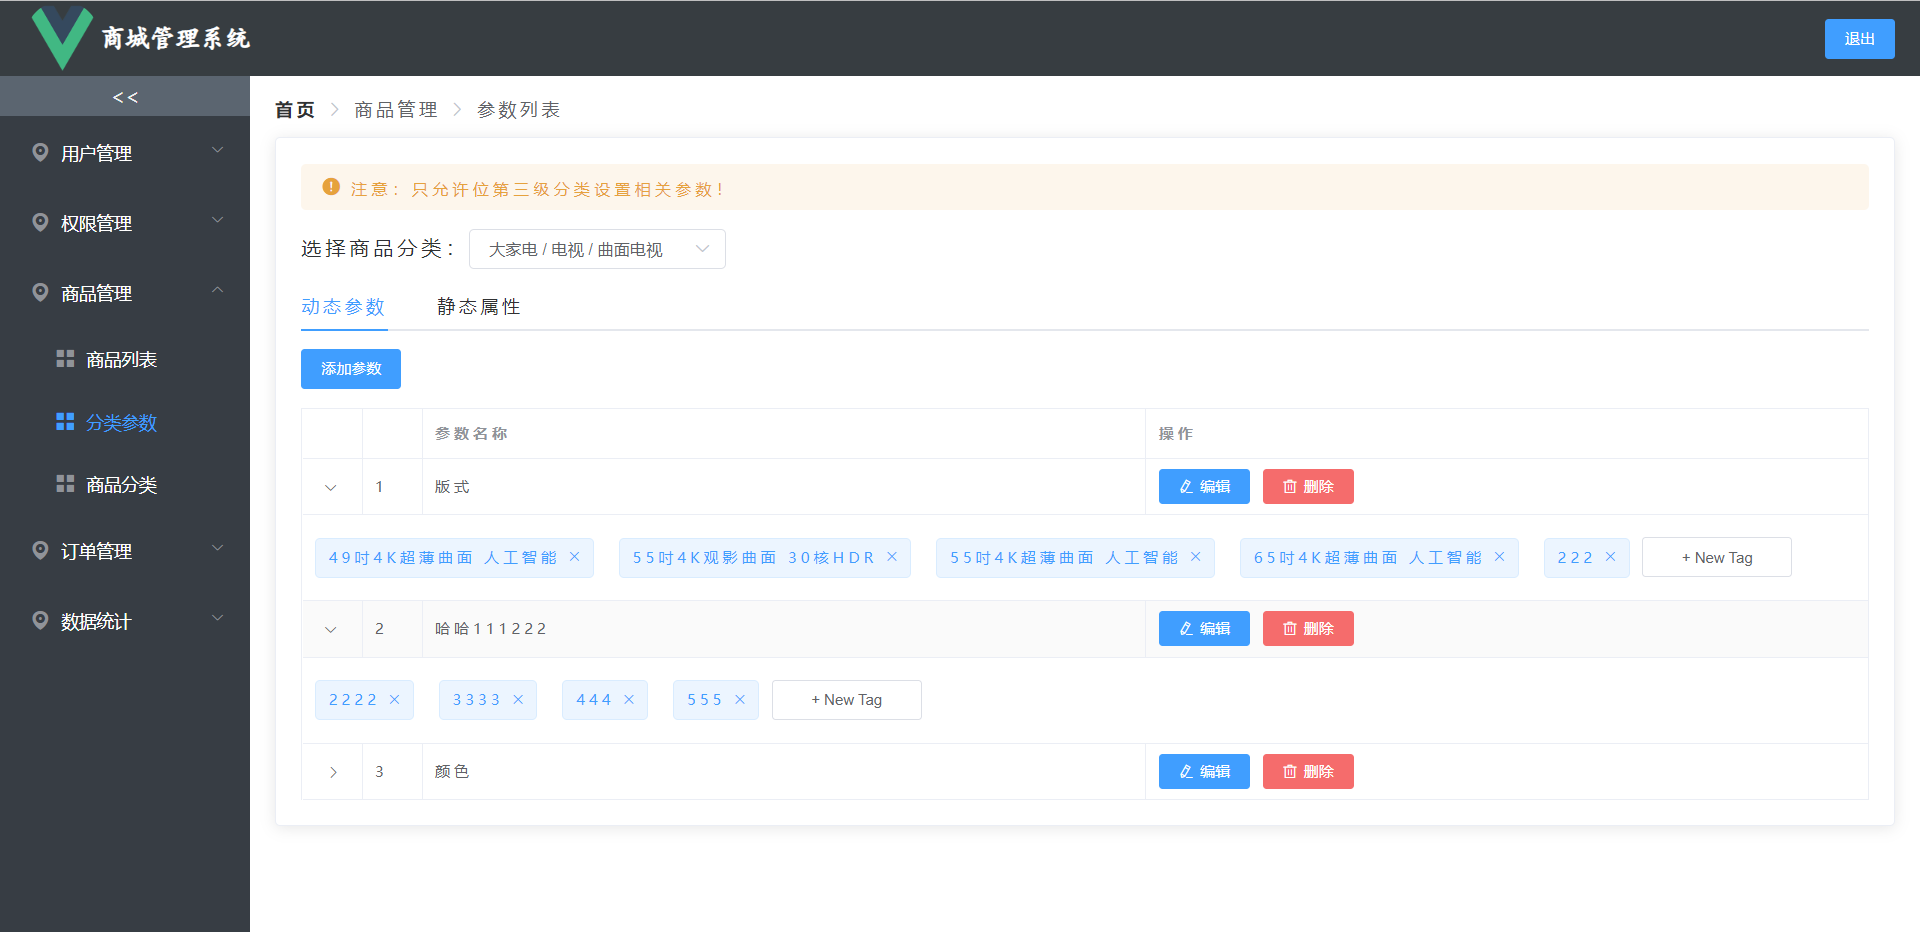 商城管理系统
退出
<<
首页 > 商品管理 > 参数列表
用户管理
权限管理
商品管理
商品列表
分类参数
商品分类
订单管理
数据统计
注意：只允许位第三级分类设置相关参数！
选择商品分类： 大家电 / 电视 / 曲面电视
动态参数 静态属性
添加参数
参数名称 操作
1 版式 编辑 删除
49吋4K超薄曲面 人工智能 × 55吋4K观影曲面 30核HDR × 55吋4K超薄曲面 人工智能 × 65吋4K超薄曲面 人工智能 × 222 × + New Tag
2 哈哈111222 编辑 删除
2222 × 3333 × 444 × 555 × + New Tag
3 颜色 编辑 删除